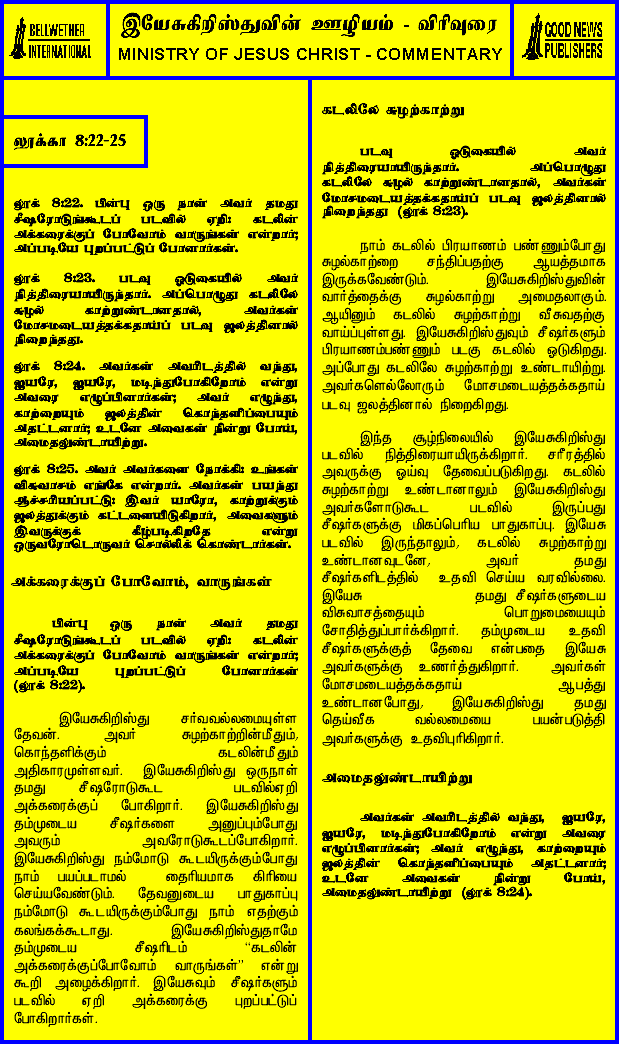 BELLWETHER
INTERNATIONAL
இயேசுகிறிஸ்துவின் ஊழியம் - விரிவுரை
MINISTRY OF JESUS CHRIST - COMMENTARY
GOOD NEWS
PUBLISHERS
லூக்கா 8:22-25
லூக் 8:22. பின்பு ஒரு நாள் அவர் தமது
சீஷரோடுங்கூடப் படவில் ஏறி: கடலின்
அக்கரைக்குப் போவோம் வாருங்கள் என்றார்;
அப்படியே புறப்பட்டுப் போனார்கள்.
லூக் 8:23. படவு ஓடுகையில் அவர்
நித்திரையாயிருந்தார். அப்பொழுது கடலிலே
சுழல் காற்றுண்டானதால், அவர்கள்
மோசமடையத்தக்கதாய்ப் படவு ஜலத்தினால்
நிறைந்தது.
லூக் 8:24. அவர்கள் அவரிடத்தில் வந்து,
ஐயரே, ஐயரே, மடிந்துபோகிறோம் என்று
அவரை எழுப்பினார்கள்; அவர் எழுந்து,
காற்றையும் ஜலத்தின் கொந்தளிப்பையும்
அதட்டினார்; உடனே அவைகள் நின்று போய்,
அமைதலுண்டாயிற்று.
லூக் 8:25. அவர் அவர்களை நோக்கி: உங்கள்
விசுவாசம் எங்கே என்றார். அவர்கள் பயந்து
ஆச்சரியப்பட்டு: இவர் யாரோ, காற்றுக்கும்
ஜலத்துக்கும் கட்டளையிடுகிறார், அவைகளும்
இவருக்குக் கீழ்படிகிறதே என்று
ஒருவரோடொருவர் சொல்லிக் கொண்டார்கள்.
அக்கரைக்குப் போவோம், வாருங்கள்
பின்பு ஒரு நாள் அவர் தமது
சீஷரோடுங்கூடப் படவில் ஏறி: கடலின்
அக்கரைக்குப் போவோம் வாருங்கள் என்றார்;
அப்படியே புறப்பட்டுப் போனார்கள்
(லூக் 8:22).
இயேசுகிறிஸ்து சர்வவல்லமையுள்ள
தேவன். அவர் சுழற்காற்றின்மீதும்,
கொந்தளிக்கும் கடலின்மீதும்
அதிகாரமுள்ளவர். இயேசுகிறிஸ்து ஒருநாள்
தமது சீஷரோடுகூட படவில்ஏறி
அக்கரைக்குப் போகிறார். இயேசுகிறிஸ்து
தம்முடைய சீஷர்களை அனுப்பும்போது
அவரும் அவரோடுகூடப்போகிறார்.
இயேசுகிறிஸ்து நம்மோடு கூடயிருக்கும்போது
நாம் பயப்படாமல் தைரியமாக கிரியை
செய்யவேண்டும். தேவனுடைய பாதுகாப்பு
நம்மோடு கூடயிருக்கும்போது நாம் எதற்கும்
கலங்கக்கூடாது. இயேசுகிறிஸ்துதாமே
தம்முடைய சீஷரிடம் “கடலின்
அக்கரைக்குப்போவோம் வாருங்கள்” என்று
கூறி அழைக்கிறார். இயேசுவும் சீஷர்களும்
படவில் ஏறி அக்கரைக்கு புறப்பட்டுப்
போகிறார்கள்.
கடலிலே சுழற்காற்று
படவு ஓடுகையில் அவர்
நித்திரையாயிருந்தார். அப்பொழுது
கடலிலே சுழல் காற்றுண்டானதால், அவர்கள்
மோசமடையத்தக்கதாய்ப் படவு ஜலத்தினால்
நிறைந்தது (லூக் 8:23).
நாம் கடலில் பிரயாணம் பண்ணும்போது
சுழல்காற்றை சந்திப்பதற்கு ஆயத்தமாக
இருக்கவேண்டும். இயேசுகிறிஸ்துவின்
வார்த்தைக்கு சுழல்காற்று அமைதலாகும்.
ஆயினும் கடலில் சுழற்காற்று வீசுவதற்கு
வாய்ப்புள்ளது. இயேசுகிறிஸ்துவும் சீஷர்களும்
பிரயாணம்பண்ணும் படகு கடலில் ஓடுகிறது.
அப்போது கடலிலே சுழற்காற்று உண்டாயிற்று.
அவர்களெல்லோரும் மோசமடையத்தக்கதாய்
படவு ஜலத்தினால் நிறைகிறது.
இந்த சூழ்நிலையில் இயேசுகிறிஸ்து
படவில் நித்திரையாயிருக்கிறார். சரீரத்தில்
அவருக்கு ஓய்வு தேவைப்படுகிறது. கடலில்
சுழற்காற்று உண்டானாலும் இயேசுகிறிஸ்து
அவர்களோடுகூட படவில் இருப்பது
சீஷர்களுக்கு மிகப்பெரிய பாதுகாப்பு. இயேசு
படவில் இருந்தாலும், கடலில் சுழற்காற்று
உண்டானவுடனே, அவர் தமது
சீஷர்களிடத்தில் உதவி செய்ய வரவில்லை.
இயேசு தமது சீஷர்களுடைய
விசுவாசத்தையும் பொறுமையையும்
சோதித்துப்பார்க்கிறார். தம்முடைய உதவி
சீஷர்களுக்குத் தேவை என்பதை இயேசு
அவர்களுக்கு உணர்த்துகிறார். அவர்கள்
மோசமடையத்தக்கதாய் ஆபத்து
உண்டானபோது, இயேசுகிறிஸ்து தமது
தெய்வீக வல்லமையை பயன்படுத்தி
அவர்களுக்கு உதவிபுரிகிறார்.
அமைதலுண்டாயிற்று
அவர்கள் அவரிடத்தில் வந்து, ஐயரே,
ஐயரே, மடிந்துபோகிறோம் என்று அவரை
எழுப்பினார்கள்; அவர் எழுந்து, காற்றையும்
ஜலத்தின் கொந்தளிப்பையும் அதட்டினார்;
உடனே அவைகள் நின்று போய்,
அமைதலுண்டாயிற்று (லூக் 8:24).